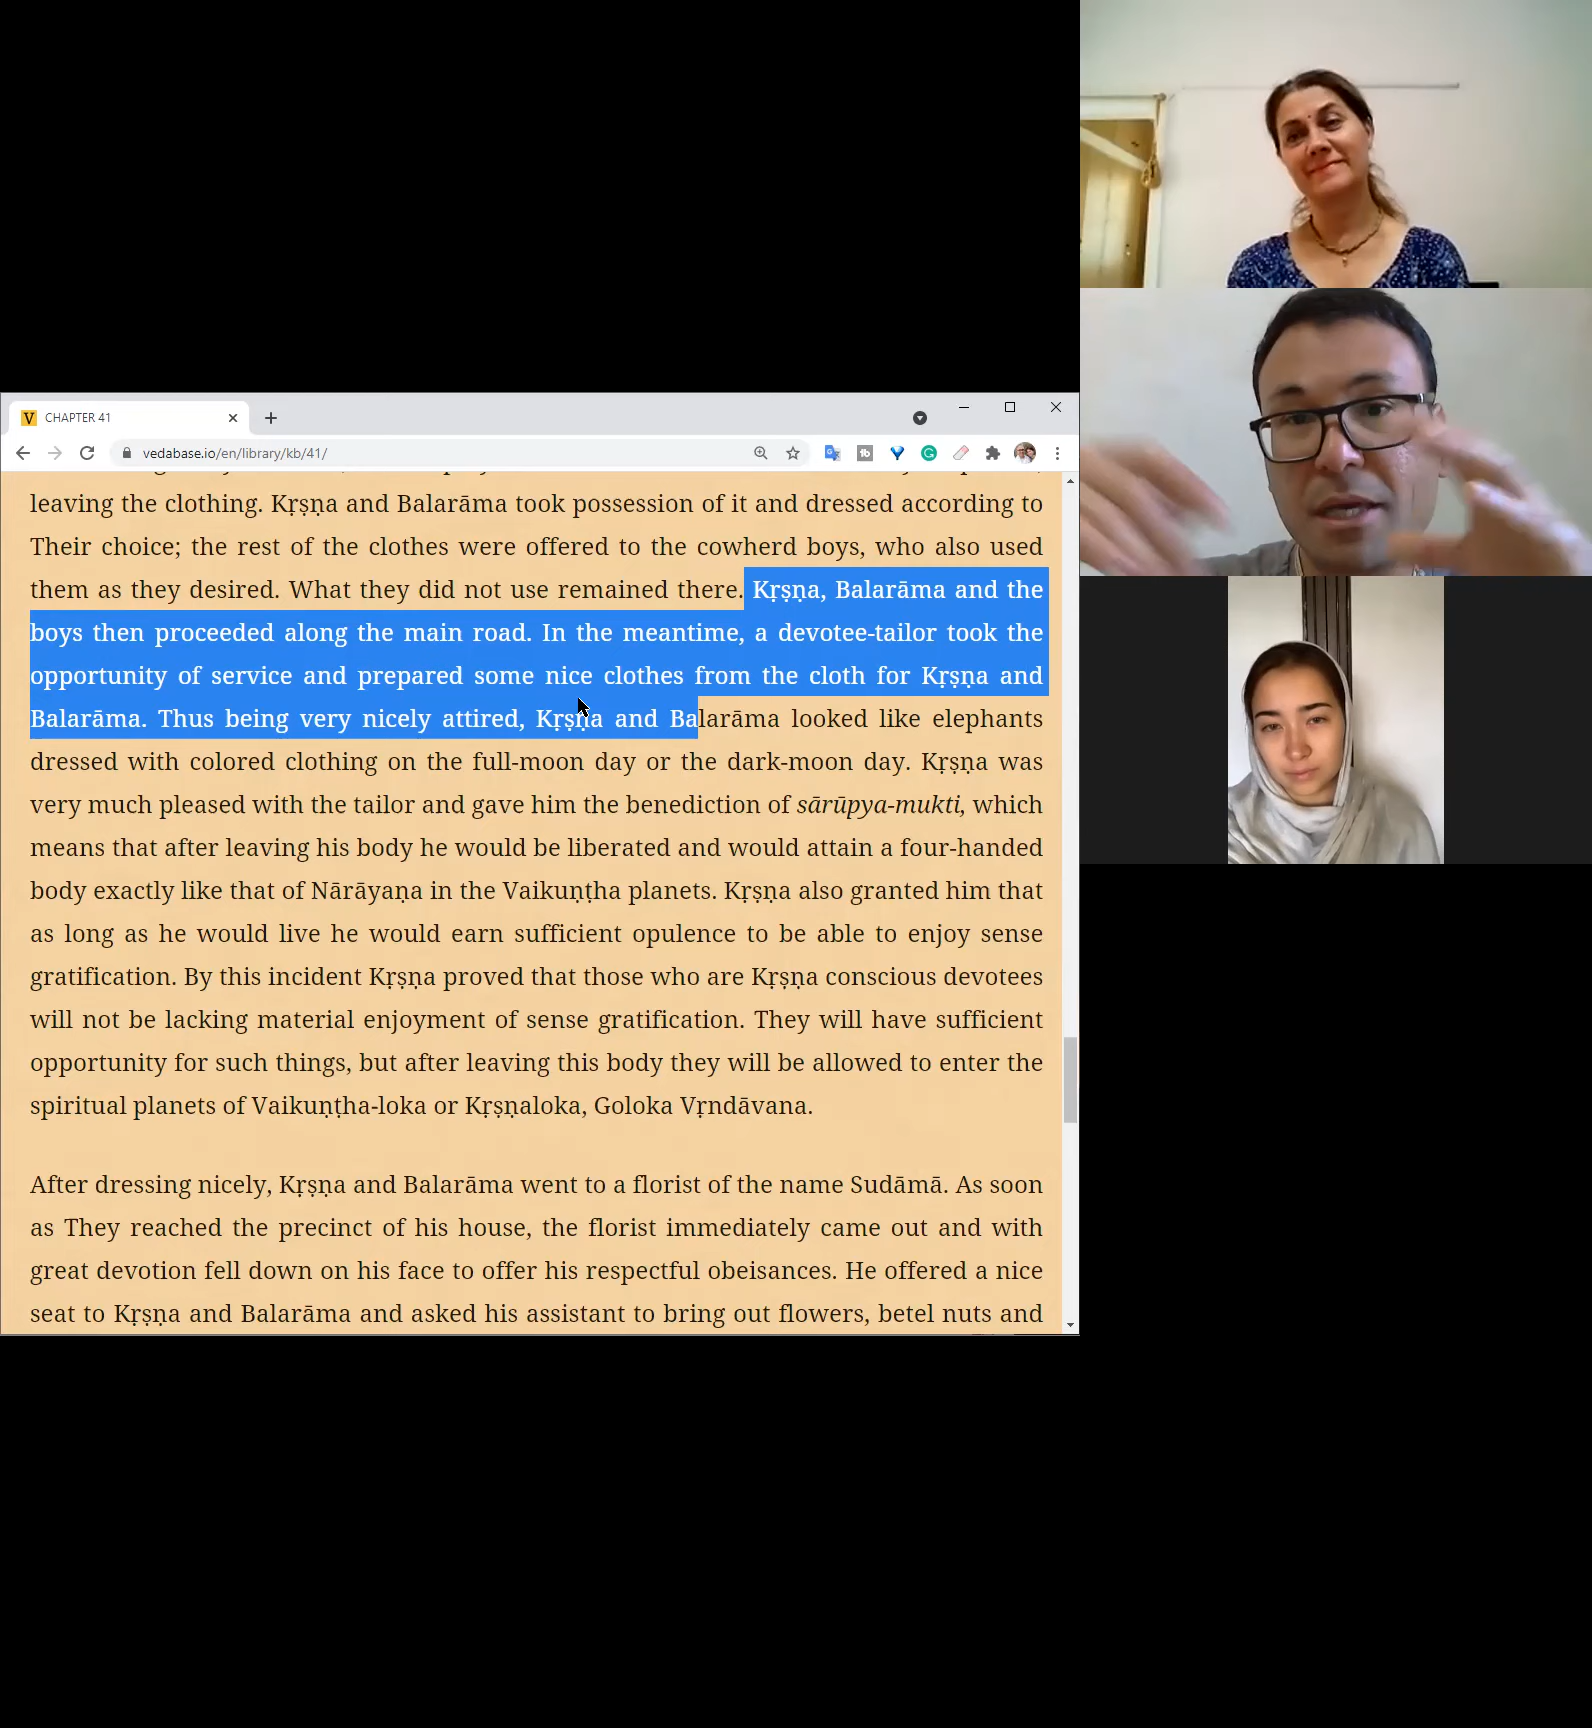 CHAPTER 41
vedabase.io/en/library/kb/41/
leaving the clothing. Kṛṣṇa and Balarāma took possession of it and dressed according to
Their choice; the rest of the clothes were offered to the cowherd boys, who also used
them as they desired. What they did not use remained there. Kṛṣṇa, Balarāma and the
boys then proceeded along the main road. In the meantime, a devotee-tailor took the
opportunity of service and prepared some nice clothes from the cloth for Kṛṣṇa and
Balarāma. Thus being very nicely attired, Kṛṣṇa and Balarāma looked like elephants
dressed with colored clothing on the full-moon day or the dark-moon day. Kṛṣṇa was
very much pleased with the tailor and gave him the benediction of sārūpya-mukti, which
means that after leaving his body he would be liberated and would attain a four-handed
body exactly like that of Nārāyaṇa in the Vaikuṇṭha planets. Kṛṣṇa also granted him that
as long as he would live he would earn sufficient opulence to be able to enjoy sense
gratification. By this incident Kṛṣṇa proved that those who are Kṛṣṇa conscious devotees
will not be lacking material enjoyment of sense gratification. They will have sufficient
opportunity for such things, but after leaving this body they will be allowed to enter the
spiritual planets of Vaikuṇṭha-loka or Kṛṣṇaloka, Goloka Vṛndāvana.
After dressing nicely, Kṛṣṇa and Balarāma went to a florist of the name Sudāmā. As soon
as They reached the precinct of his house, the florist immediately came out and with
great devotion fell down on his face to offer his respectful obeisances. He offered a nice
seat to Kṛṣṇa and Balarāma and asked his assistant to bring out flowers, betel nuts and